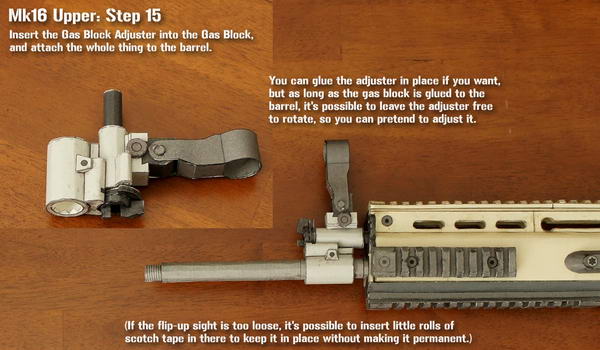 Mk16 Upper: Step 15
Insert the Gas Block Adjuster into the Gas Block,
and attach the whole thing to the barrel.
You can glue the adjuster in place if you want,
but as long as the gas block is glued to the
barrel, it's possible to leave the adjuster free
to rotate, so you can pretend to adjust it.
(If the flip-up sight is too loose, it's possible to insert little rolls of
scotch tape in there to keep it in place without making it permanent.)